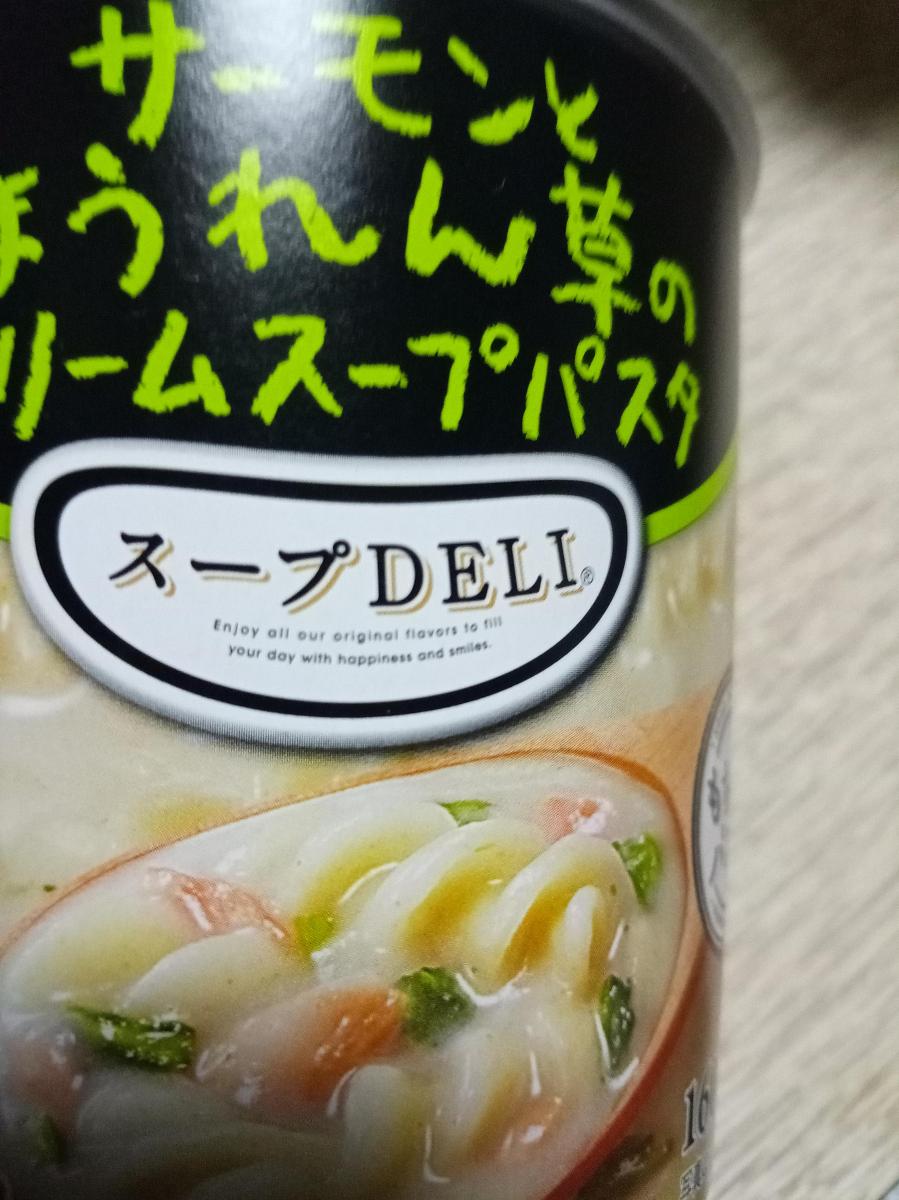 サーモンと
ほうれん草の
リームスープパスタ
スープDELI®
Enjoy all our original flavors to fill
your day with happiness and smiles.